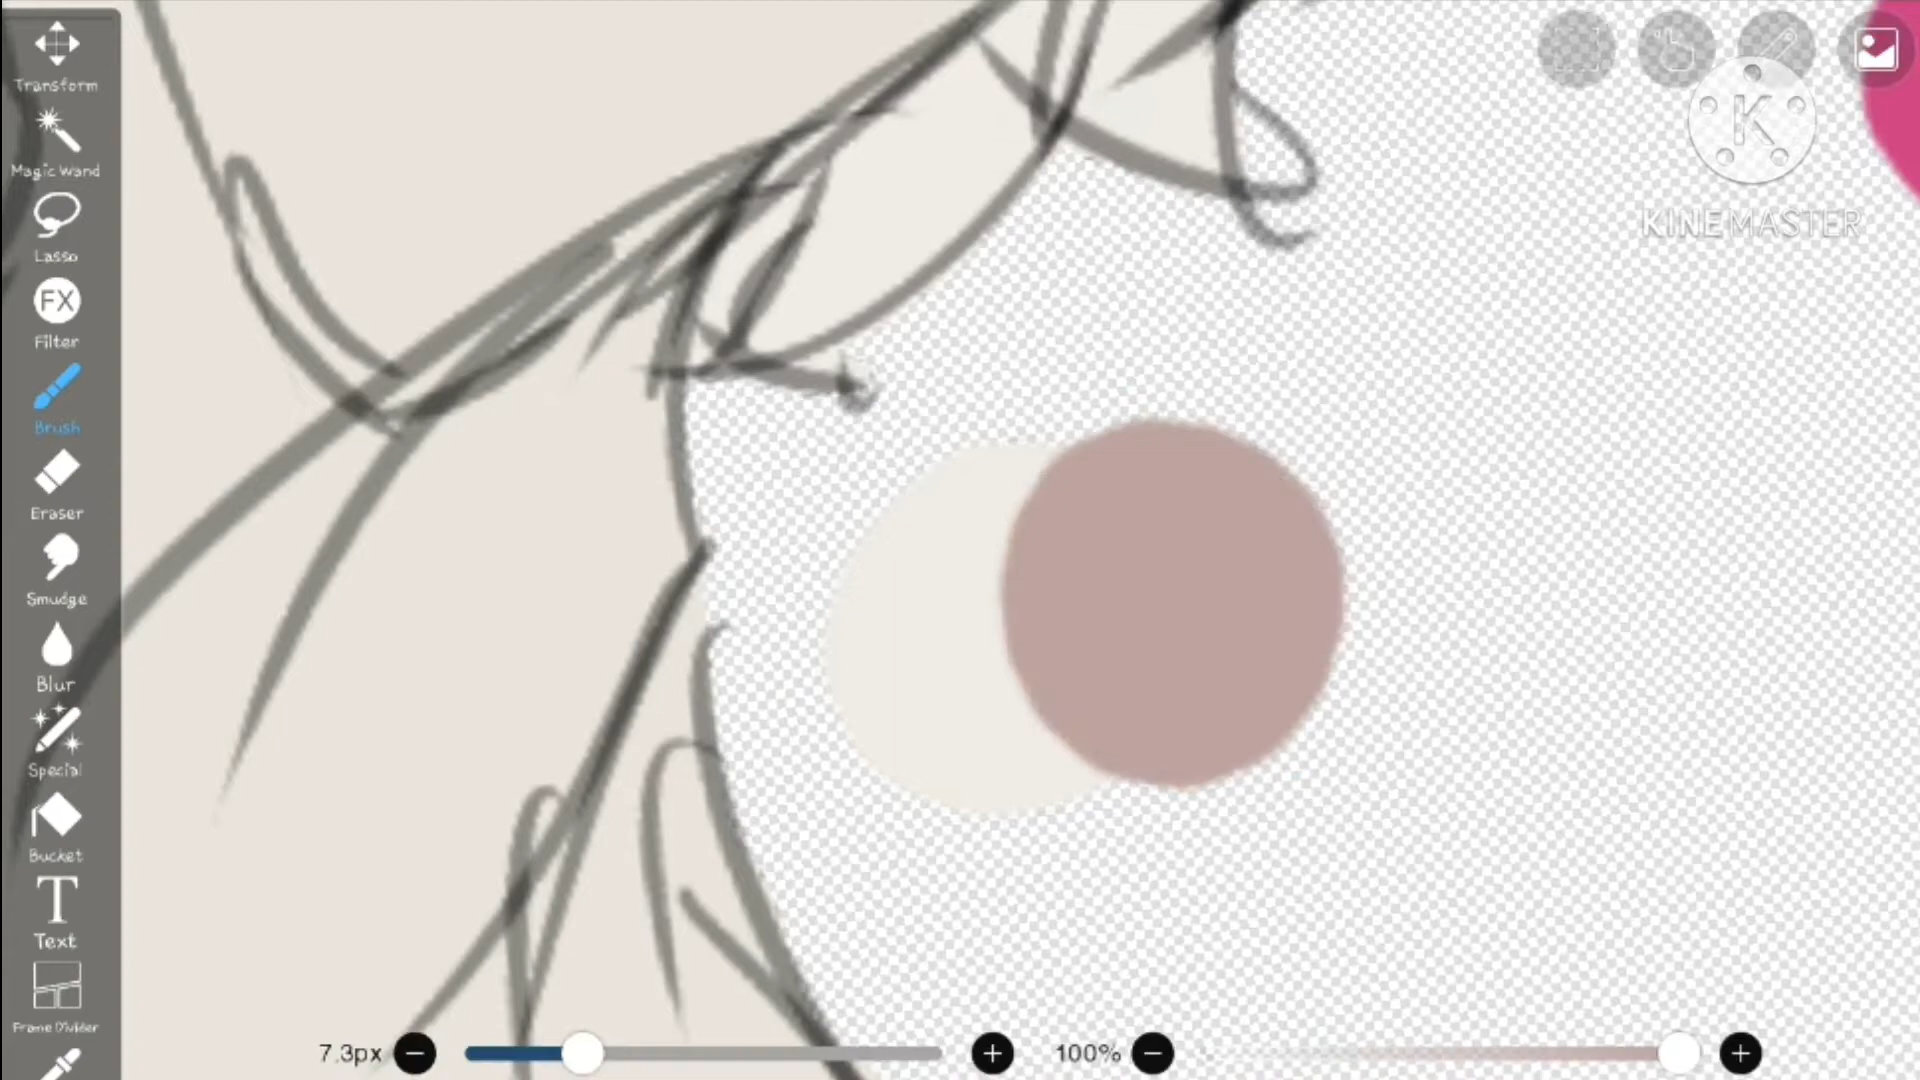 Transform
Magic Wand
Lasso
FX
Filter
Brush
Eraser
Smudge
Blur
Special
Bucket
T
Text
Frame Divider
K
KINEMASTER
7.3px
100%